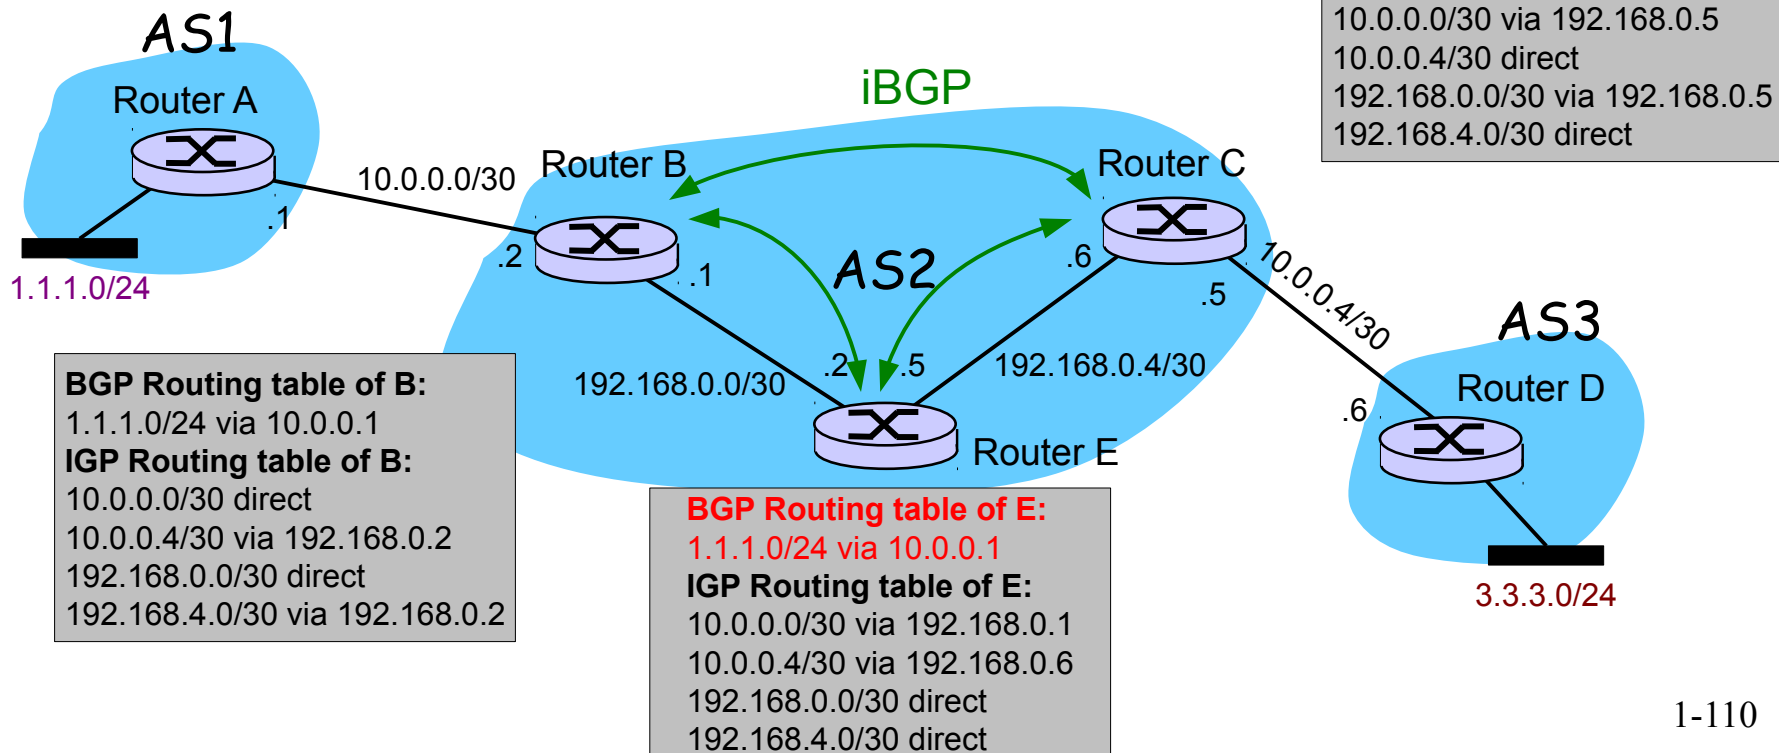 10.0.0.0/30 via 192.168.0.5
10.0.0.4/30 direct
192.168.0.0/30 via 192.168.0.5
192.168.4.0/30 direct
AS1
Router A
iBGP
Router B
Router C
10.0.0.0/30
.1
.2
.1
AS2
.6
.5
10.0.0.4/30
1.1.1.0/24
AS3
192.168.0.0/30
.2
.5
192.168.0.4/30
Router D
.6
Router E
BGP Routing table of B:
1.1.1.0/24 via 10.0.0.1
IGP Routing table of B:
10.0.0.0/30 direct
10.0.0.4/30 via 192.168.0.2
192.168.0.0/30 direct
192.168.4.0/30 via 192.168.0.2
BGP Routing table of E:
1.1.1.0/24 via 10.0.0.1
IGP Routing table of E:
10.0.0.0/30 via 192.168.0.1
10.0.0.4/30 via 192.168.0.6
192.168.0.0/30 direct
192.168.4.0/30 direct
3.3.3.0/24
1-110